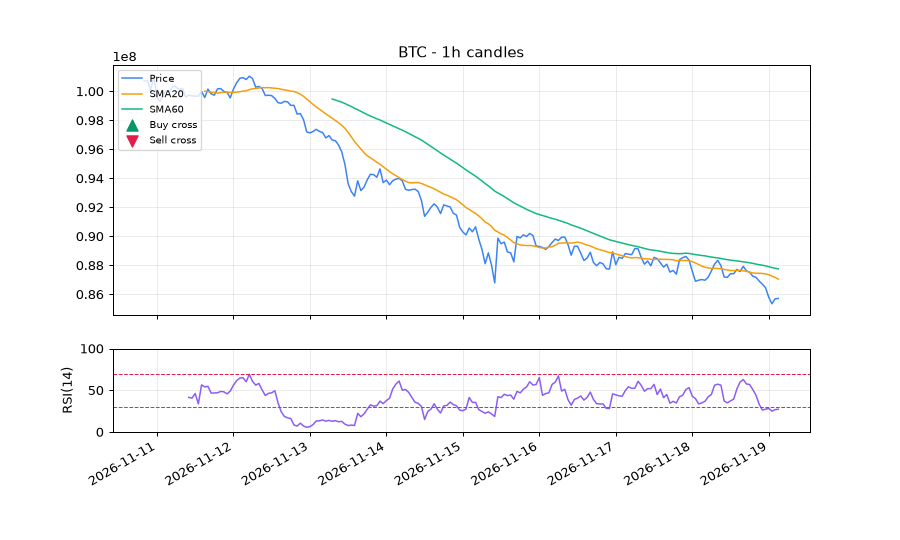 BTC - 1h candles
1e8
Price
SMA20
SMA60
Buy cross
Sell cross
1.00
0.98
0.96
0.94
0.92
0.90
0.88
0.86
RSI(14)
100
50
0
2026-11-11
2026-11-12
2026-11-13
2026-11-14
2026-11-15
2026-11-16
2026-11-17
2026-11-18
2026-11-19